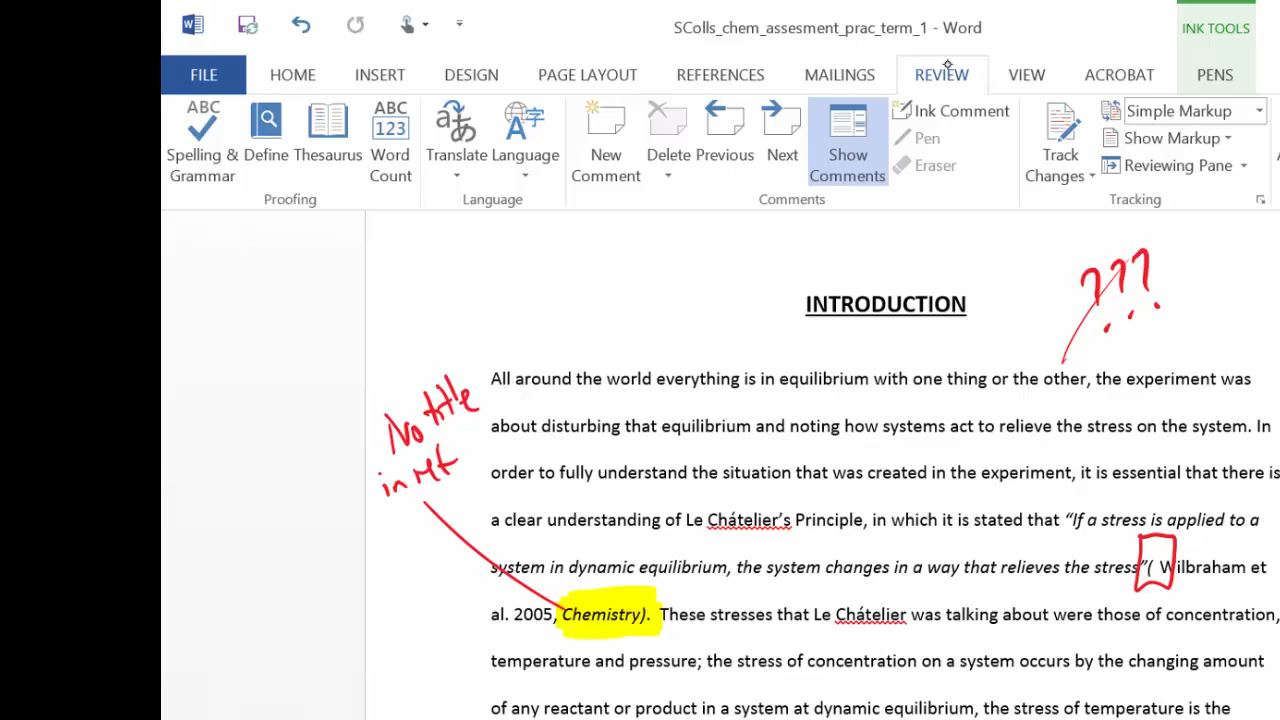 SColls_chem_assesment_prac_term_1 - Word
INK TOOLS
FILE HOME INSERT DESIGN PAGE LAYOUT REFERENCES MAILINGS REVIEW VIEW ACROBAT PENS
ABC
Spelling & Grammar
Define
Thesaurus
ABC
123
Word Count
Translate
Language
New Comment
Delete
Previous
Next
Show Comments
Ink Comment
Pen
Eraser
Track Changes
Simple Markup
Show Markup
Reviewing Pane
Proofing
Language
Comments
Tracking
???
INTRODUCTION
All around the world everything is in equilibrium with one thing or the other, the experiment was
No title
about disturbing that equilibrium and noting how systems act to relieve the stress on the system. In
in ref
order to fully understand the situation that was created in the experiment, it is essential that there is
a clear understanding of Le Chátelier’s Principle, in which it is stated that “If a stress is applied to a
system in dynamic equilibrium, the system changes in a way that relieves the stress”( Wilbraham et
al. 2005, Chemistry). These stresses that Le Chátelier was talking about were those of concentration,
temperature and pressure; the stress of concentration on a system occurs by the changing amount
of any reactant or product in a system at dynamic equilibrium, the stress of temperature is the